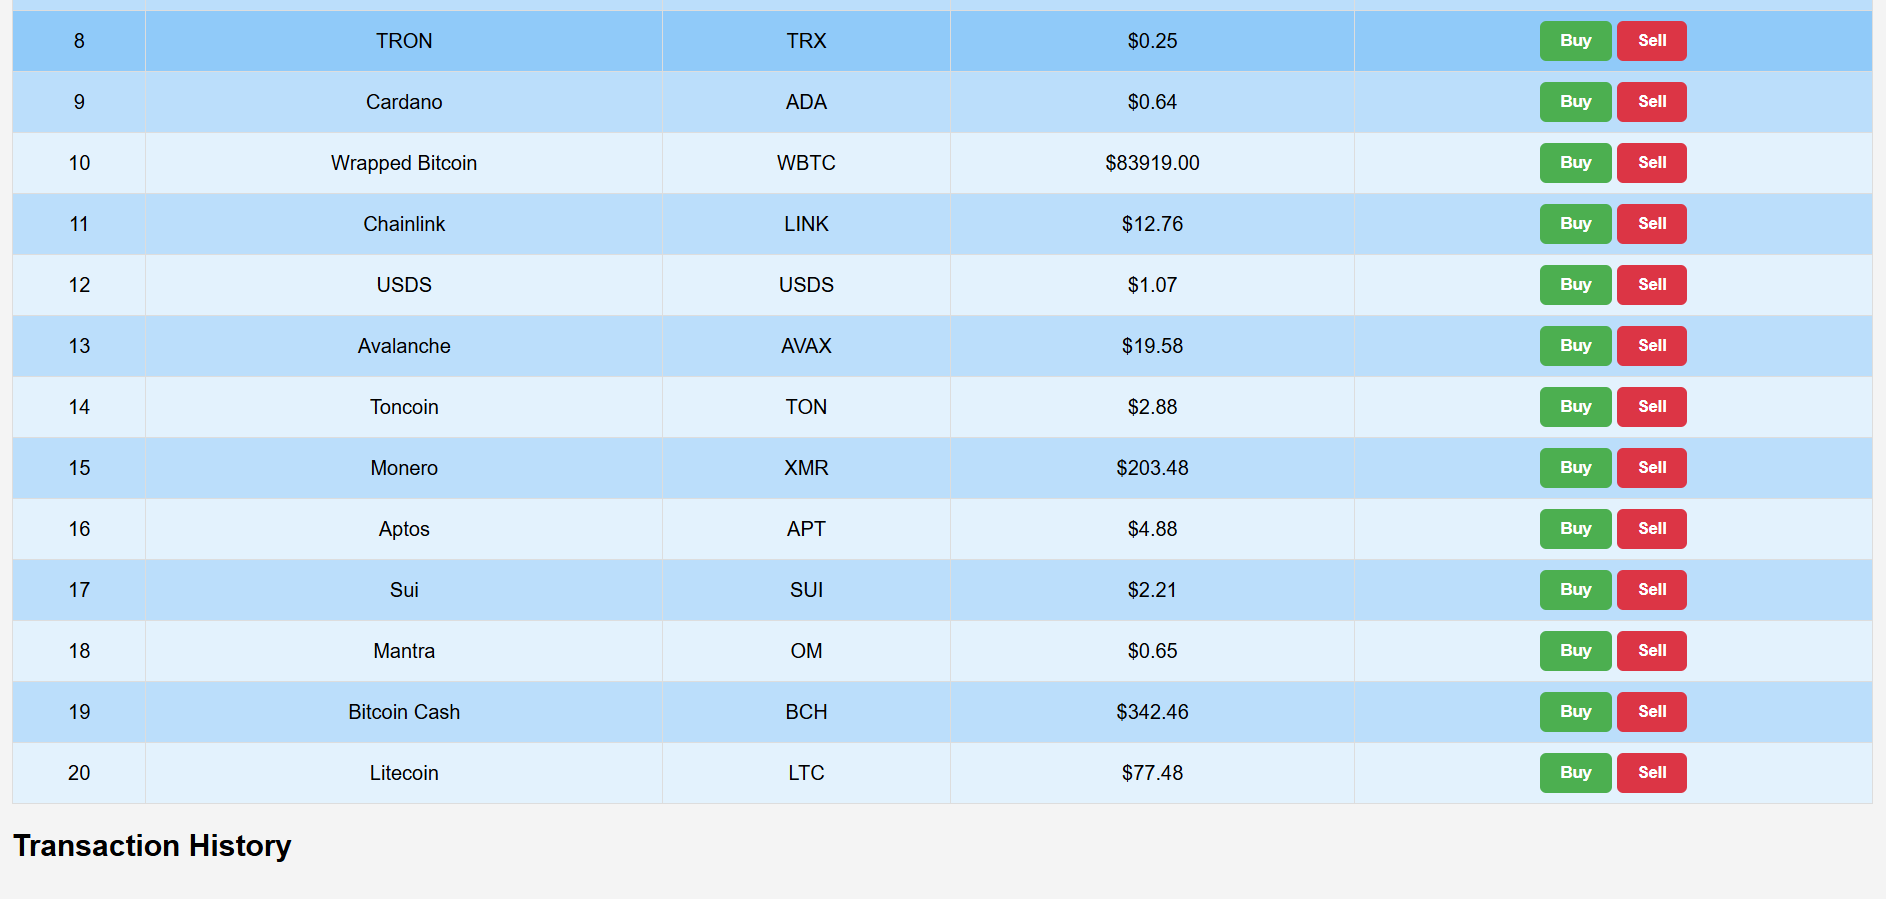 8 TRON TRX $0.25 Buy Sell
9 Cardano ADA $0.64 Buy Sell
10 Wrapped Bitcoin WBTC $83919.00 Buy Sell
11 Chainlink LINK $12.76 Buy Sell
12 USDS USDS $1.07 Buy Sell
13 Avalanche AVAX $19.58 Buy Sell
14 Toncoin TON $2.88 Buy Sell
15 Monero XMR $203.48 Buy Sell
16 Aptos APT $4.88 Buy Sell
17 Sui SUI $2.21 Buy Sell
18 Mantra OM $0.65 Buy Sell
19 Bitcoin Cash BCH $342.46 Buy Sell
20 Litecoin LTC $77.48 Buy Sell
Transaction History